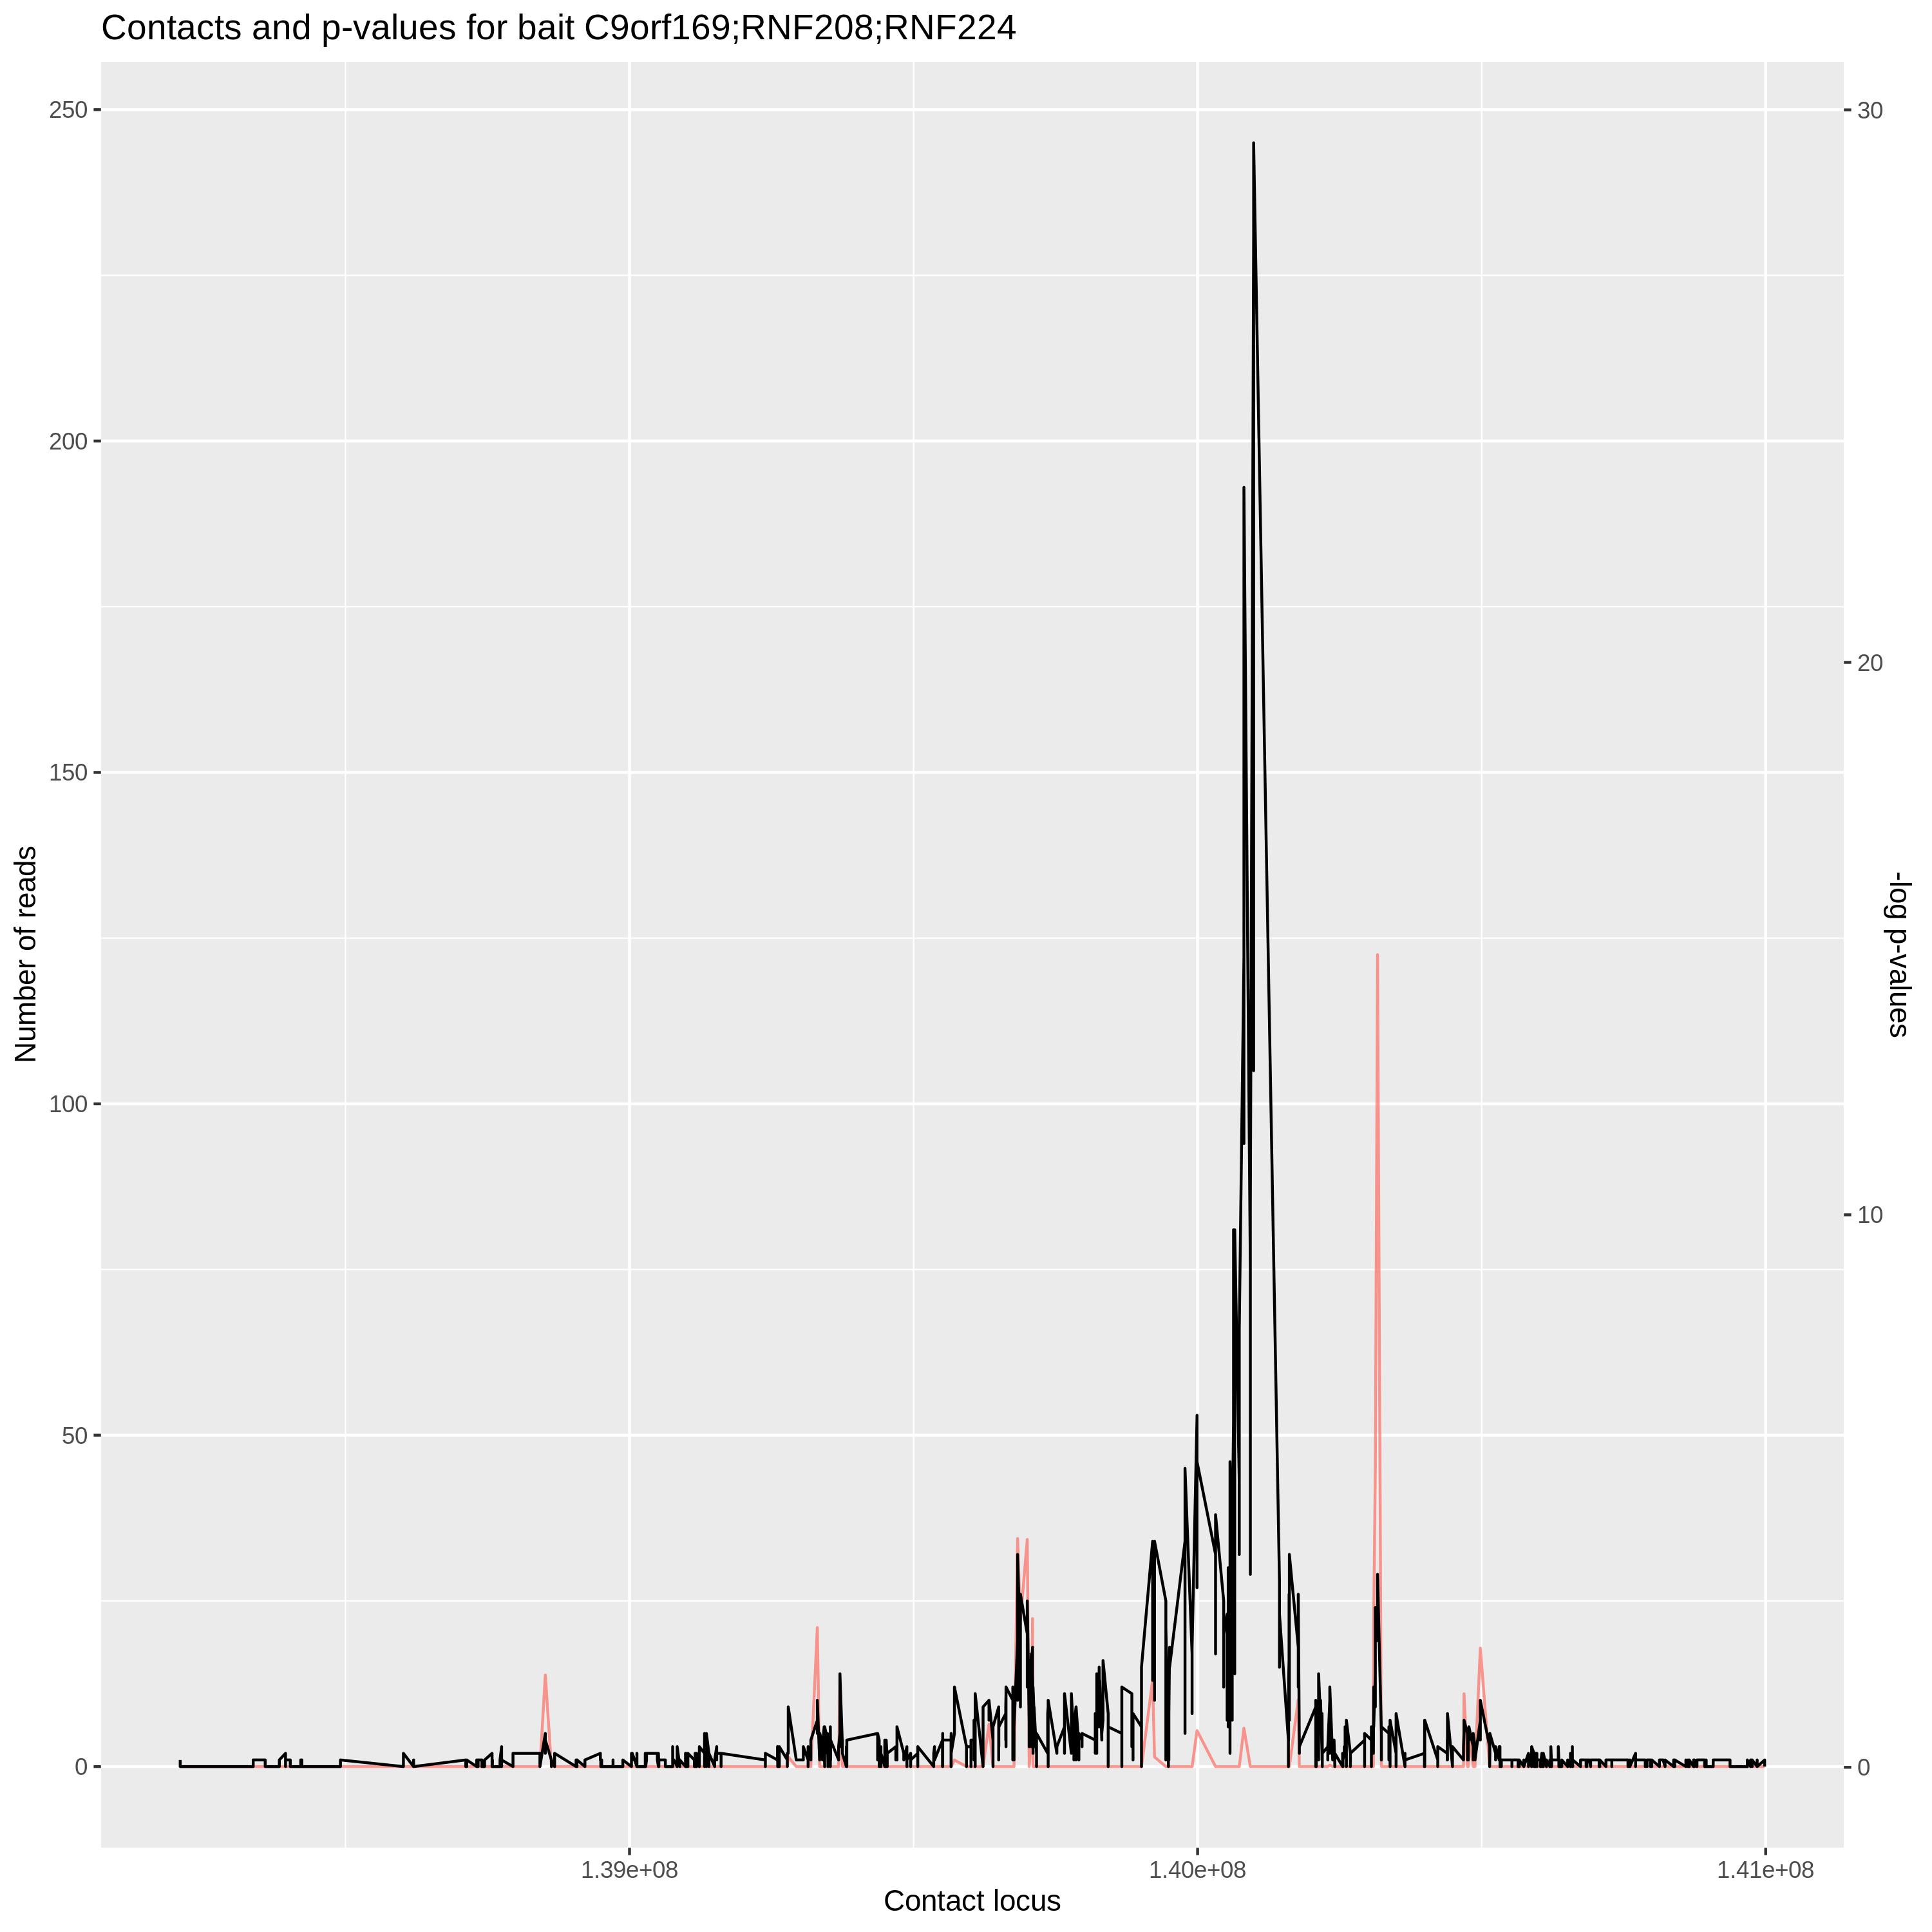 Contacts and p-values for bait C9orf169;RNF208;RNF224
250
200
150
100
50
0
Number of reads
30
20
10
0
-log p-values
1.39e+08
1.40e+08
1.41e+08
Contact locus